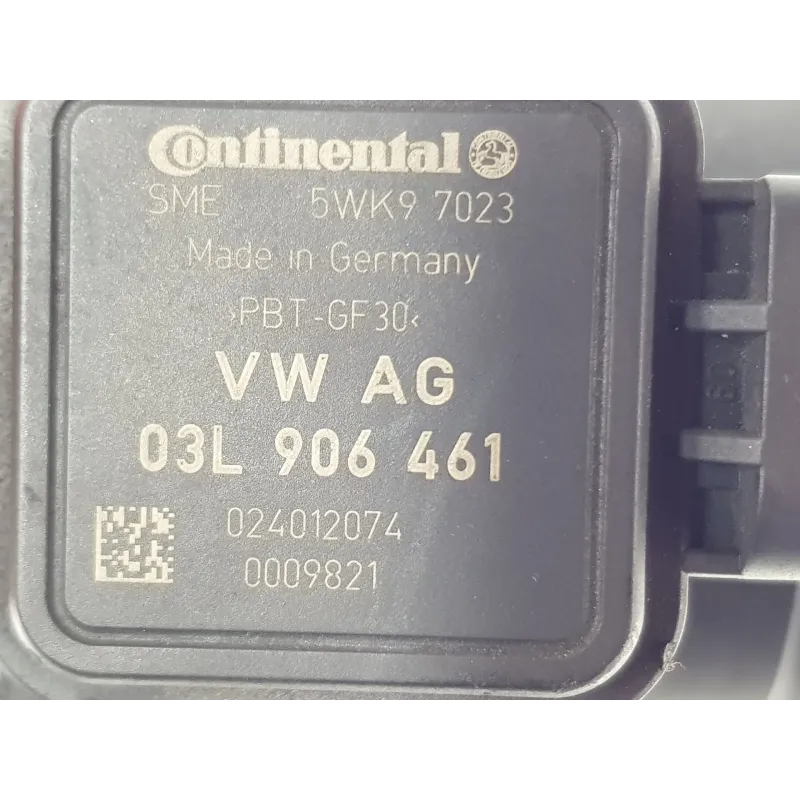 Continental
SME 5WK9 7023
Made in Germany
>PBT-GF30<
VW AG
03L 906 461
024012074
0009821